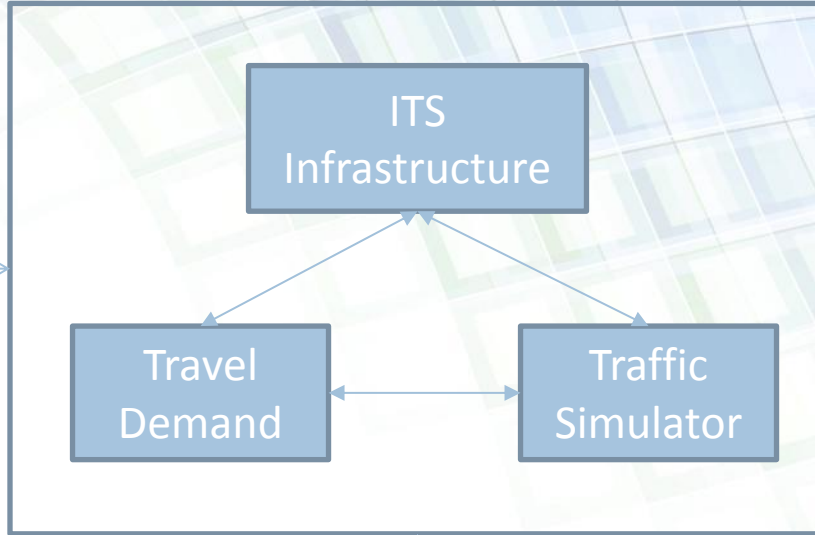 ITS
Infrastructure
Travel
Demand
Traffic
Simulator